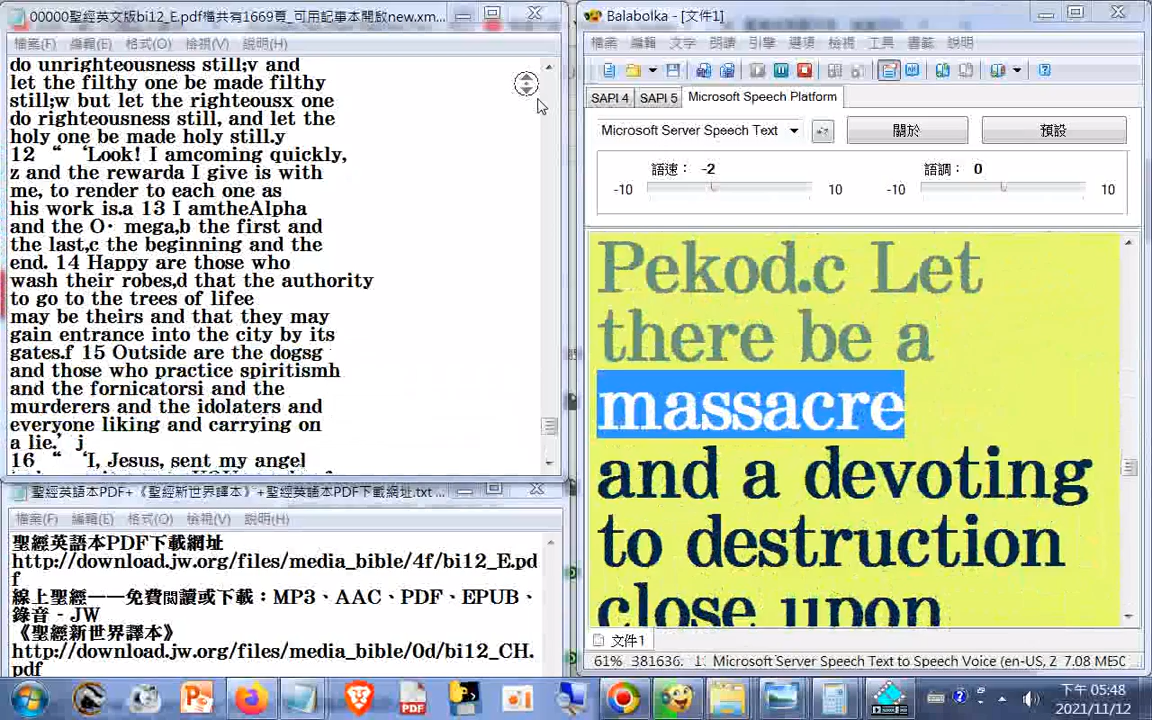 00000聖經英文版bi12_E.pdf檔共有1669頁_可用記事本開啟new.xm...
檔案(F) 編輯(E) 格式(O) 檢視(V) 說明(H)
do unrighteousness still;v and
let the filthy one be made filthy
still;w but let the righteousx one
do righteousness still, and let the
holy one be made holy still.y
12 “ ‘Look! I amcoming quickly,
z and the rewarda I give is with
me, to render to each one as
his work is.a 13 I amtheAlpha
and the O· mega,b the first and
the last,c the beginning and the
end. 14 Happy are those who
wash their robes,d that the authority
to go to the trees of lifee
may be theirs and that they may
gain entrance into the city by its
gates.f 15 Outside are the dogsg
and those who practice spiritismh
and the fornicatorsi and the
murderers and the idolaters and
everyone liking and carrying on
a lie.’ j
16 “ ‘I, Jesus, sent my angel
聖經英語本PDF+《聖經新世界譯本》+聖經英語本PDF下載網址.txt ...
檔案(F) 編輯(E) 格式(O) 檢視(V) 說明(H)
聖經英語本PDF下載網址
http://download.jw.org/files/media_bible/4f/bi12_E.pd
f
線上聖經——免費閱讀或下載：MP3、AAC、PDF、EPUB、
錄音 - JW
《聖經新世界譯本》
http://download.jw.org/files/media_bible/0d/bi12_CH.
pdf
Balabolka - [文件1]
檔案 編輯 文字 朗讀 引擎 選項 檢視 工具 書籤 說明
SAPI 4 SAPI 5 Microsoft Speech Platform
Microsoft Server Speech Text 關於 預設
語速： -2 語調： 0
-10 10 -10 10
Pekod.c Let
there be a
massacre
and a devoting
to destruction
close upon
文件1
61% 381636. Microsoft Server Speech Text to Speech Voice (en-US, 7.08 МБ
下午 05:48
2021/11/12